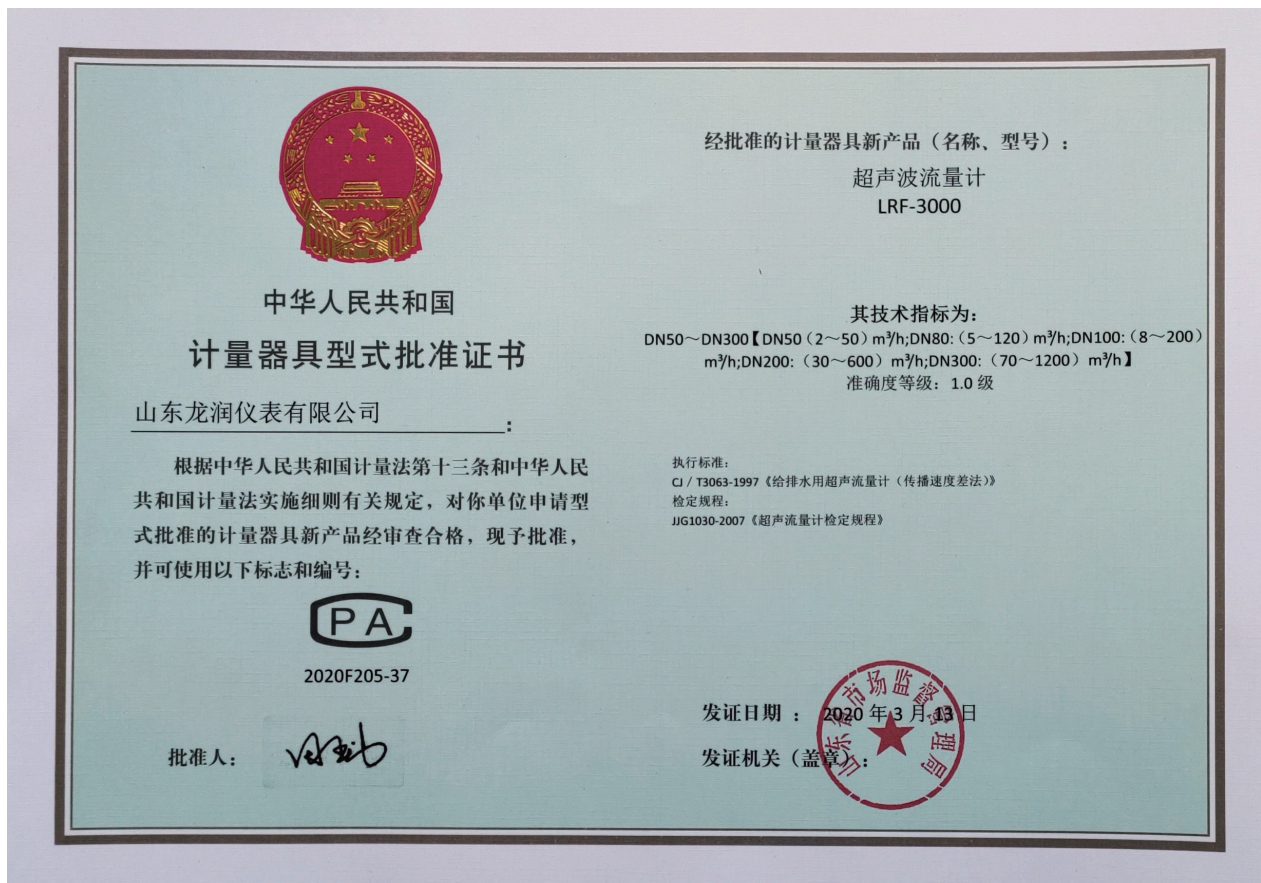 中华人民共和国
计量器具型式批准证书
山东龙润仪表有限公司：
根据中华人民共和国计量法第十三条和中华人民
共和国计量法实施细则有关规定，对你单位申请型
式批准的计量器具新产品经审查合格，现予批准，
并可使用以下标志和编号：
CPA
2020F205-37
批准人：
经批准的计量器具新产品（名称、型号）：
超声波流量计
LRF-3000
其技术指标为：
DN50～DN300【DN50（2～50）m³/h;DN80:（5～120）m³/h;DN100:（8～200）
m³/h;DN200:（30～600）m³/h;DN300:（70～1200）m³/h】
准确度等级：1.0 级
执行标准：
CJ / T3063-1997《给排水用超声流量计（传播速度差法）》
检定规程：
JJG1030-2007《超声流量计检定规程》
发证日期 ： 2020 年 3 月 13 日
发证机关（盖章）：
山东省市场监督管理局